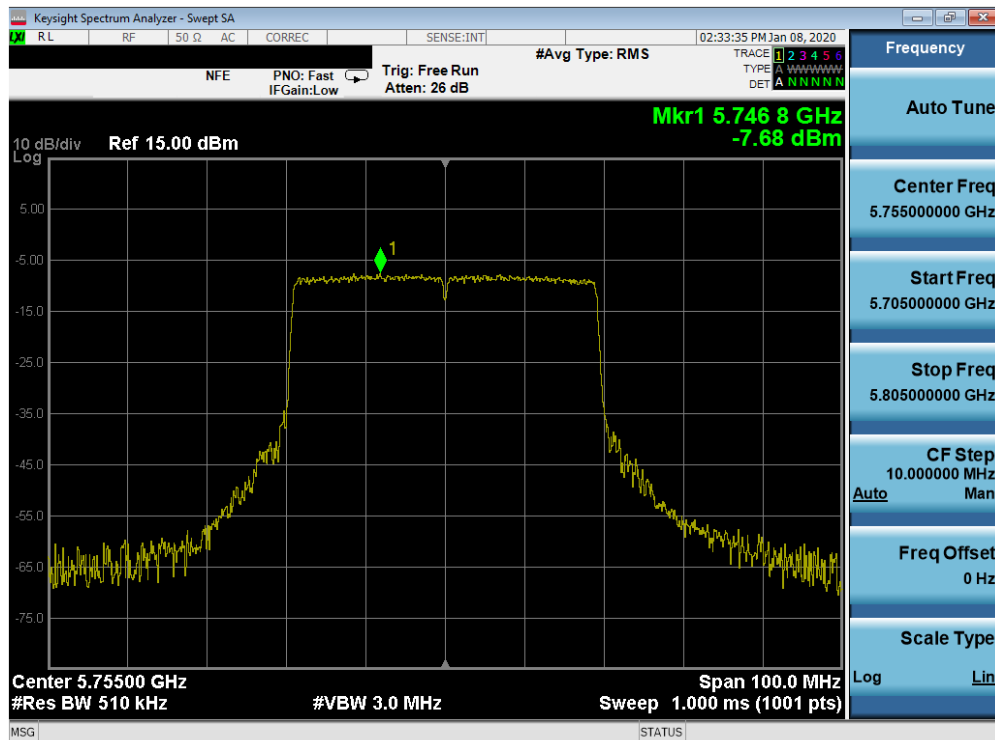 Keysight Spectrum Analyzer - Swept SA
LXI RL RF 50 Ω AC CORREC SENSE:INT 02:33:35 PM Jan 08, 2020
#Avg Type: RMS TRACE 1 2 3 4 5 6
NFE PNO: Fast Trig: Free Run TYPE A W W W W W
IFGain:Low Atten: 26 dB DET A N N N N N
Mkr1 5.746 8 GHz
-7.68 dBm
10 dB/div Ref 15.00 dBm
Log
5.00
1
-5.00
-15.0
-25.0
-35.0
-45.0
-55.0
-65.0
-75.0
Center 5.75500 GHz Span 100.0 MHz
#Res BW 510 kHz #VBW 3.0 MHz Sweep 1.000 ms (1001 pts)
MSG STATUS
Frequency
Auto Tune
Center Freq
5.755000000 GHz
Start Freq
5.705000000 GHz
Stop Freq
5.805000000 GHz
CF Step
10.000000 MHz
Auto Man
Freq Offset
0 Hz
Scale Type
Log Lin